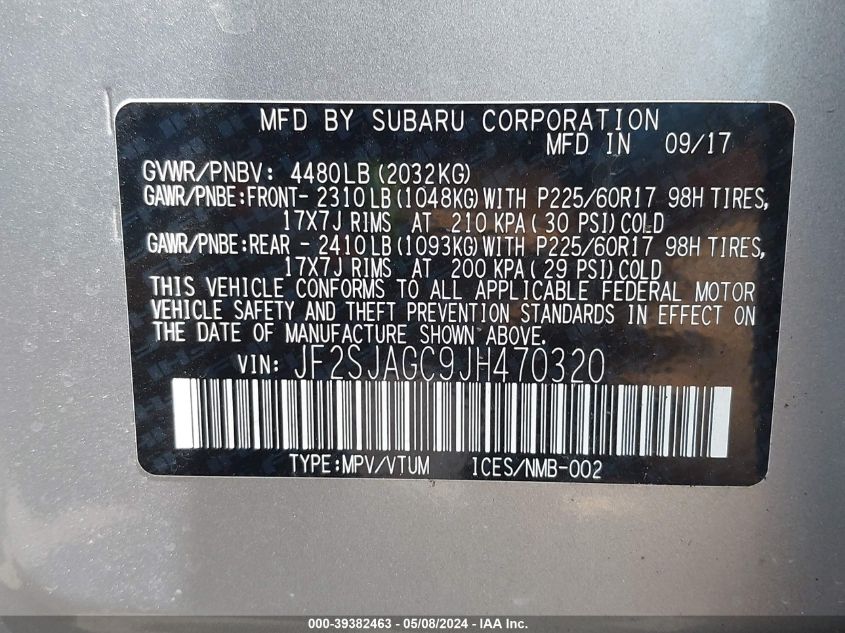 MFD BY SUBARU CORPORATION
MFD IN 09/17
GVWR/PNBV: 4480LB(2032KG)
GAWR/PNBE:FRONT- 2310LB(1048KG)WITH P225/60R17 98H TIRES,
17X7J RIMS AT 210 KPA( 30 PSI)COLD
GAWR/PNBE:REAR - 2410LB(1093KG)WITH P225/60R17 98H TIRES,
17X7J RIMS AT 200 KPA( 29 PSI)COLD
THIS VEHICLE CONFORMS TO ALL APPLICABLE FEDERAL MOTOR
VEHICLE SAFETY AND THEFT PREVENTION STANDARDS IN EFFECT ON
THE DATE OF MANUFACTURE SHOWN ABOVE.
VIN: JF2SJAGC9JH470320
TYPE:MPV/VTUM ICES/NMB-002
000-39382463 - 05/08/2024 - IAA Inc.